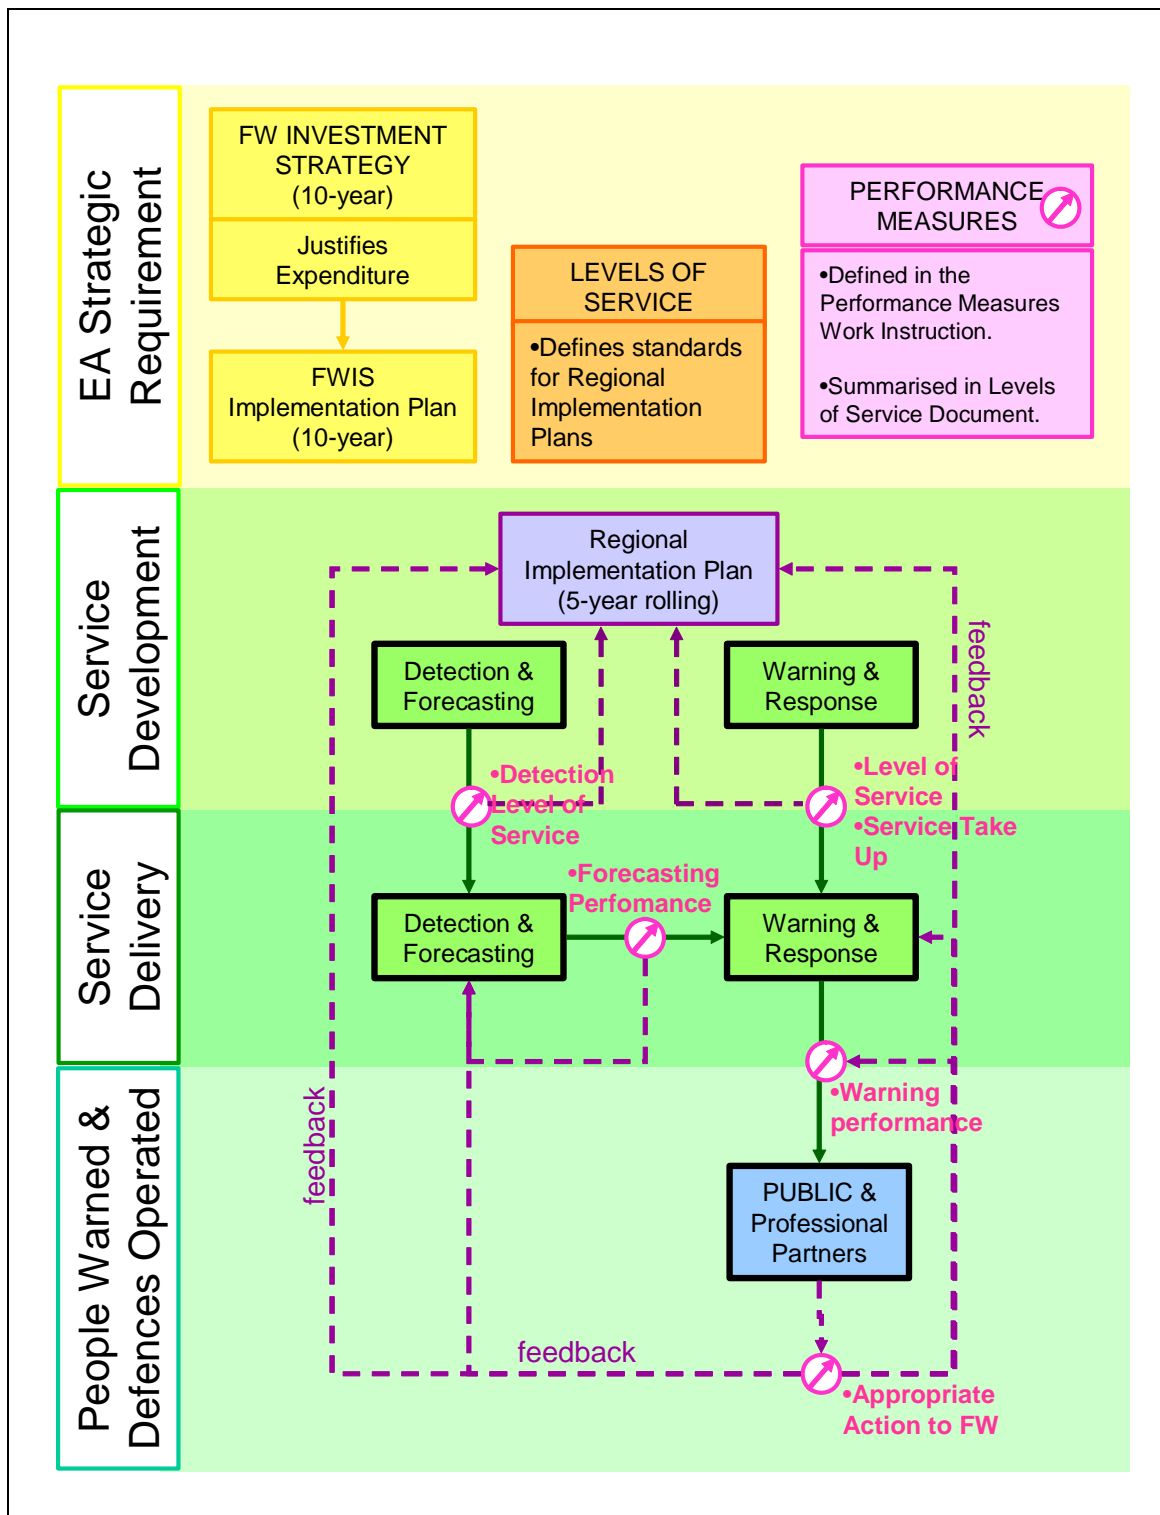 EA Strategic
Requirement
FW INVESTMENT
STRATEGY
(10-year)
Justifies
Expenditure
FWIS
Implementation Plan
(10-year)
LEVELS OF
SERVICE
•Defines standards
for Regional
Implementation
Plans
PERFORMANCE
MEASURES
•Defined in the
Performance Measures
Work Instruction.
•Summarised in Levels
of Service Document.
Service
Development
Regional
Implementation Plan
(5-year rolling)
feedback
Detection &
Forecasting
Warning &
Response
•Detection
Level of
Service
•Level of
Service
•Service Take
Up
Service
Delivery
•Forecasting
Perfomance
Detection &
Forecasting
Warning &
Response
•Warning
performance
People Warned &
Defences Operated
feedback
PUBLIC &
Professional
Partners
feedback
•Appropriate
Action to FW